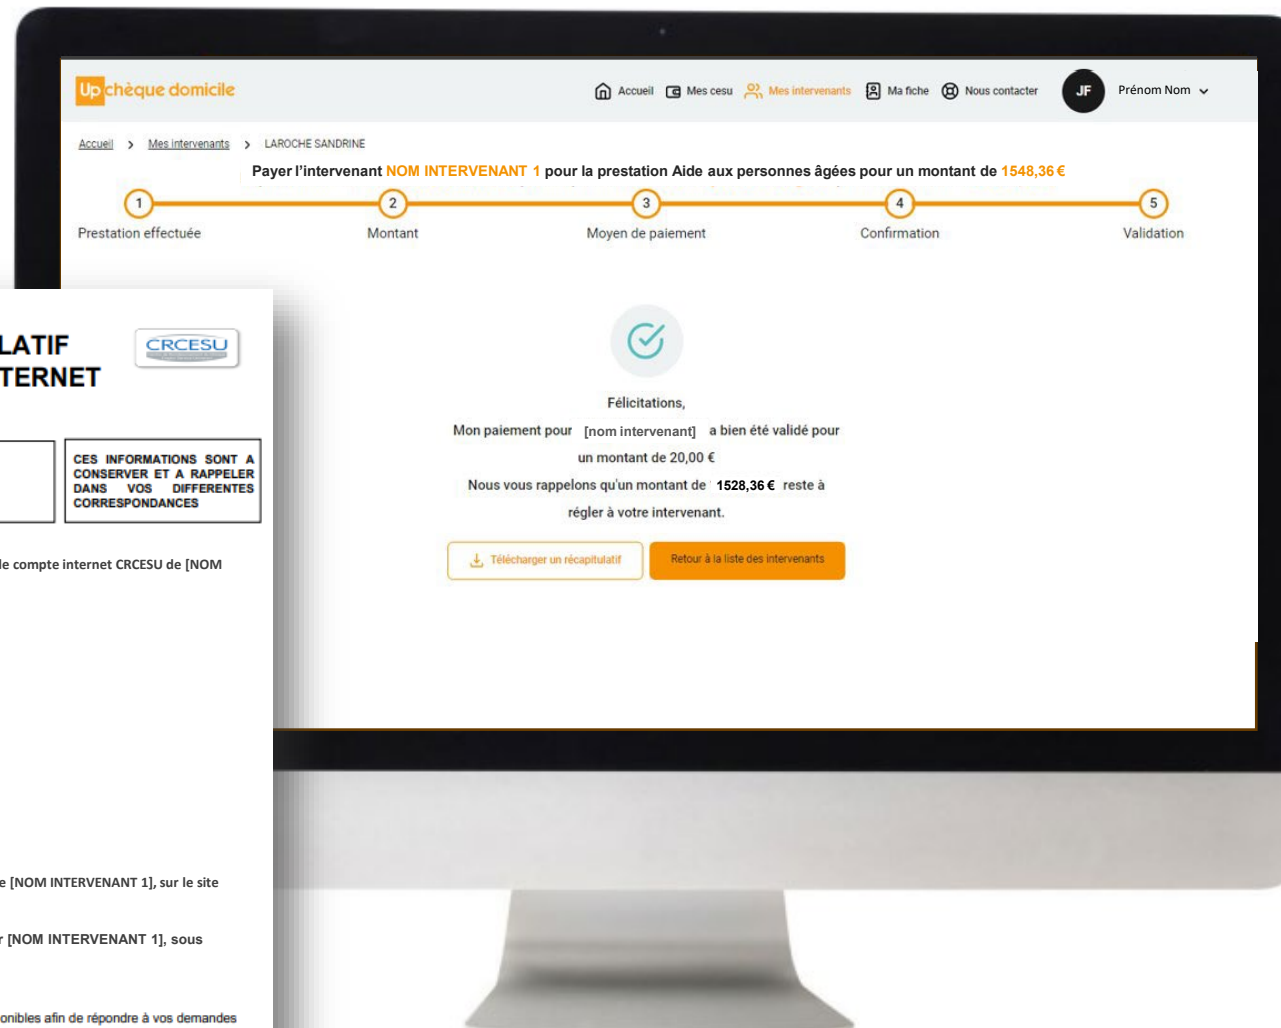 Up chèque domicile
Accueil Mes cesu Mes intervenants Ma fiche Nous contacter JF Prénom Nom
Accueil > Mes intervenants > LAROCHE SANDRINE
Payer l'intervenant NOM INTERVENANT 1 pour la prestation Aide aux personnes âgées pour un montant de 1548,36 €
1 2 3 4 5
Prestation effectuée Montant Moyen de paiement Confirmation Validation
Félicitations,
Mon paiement pour [nom intervenant] a bien été validé pour
un montant de 20,00 €
Nous vous rappelons qu'un montant de 1528,36 € reste à
régler à votre intervenant.
Télécharger un récapitulatif Retour à la liste des intervenants
LATIF
TERNET
CRCESU
CES INFORMATIONS SONT A
CONSERVER ET A RAPPELER
DANS VOS DIFFERENTES
CORRESPONDANCES
le compte internet CRCESU de [NOM
e [NOM INTERVENANT 1], sur le site
r [NOM INTERVENANT 1], sous
onibles afin de répondre à vos demandes